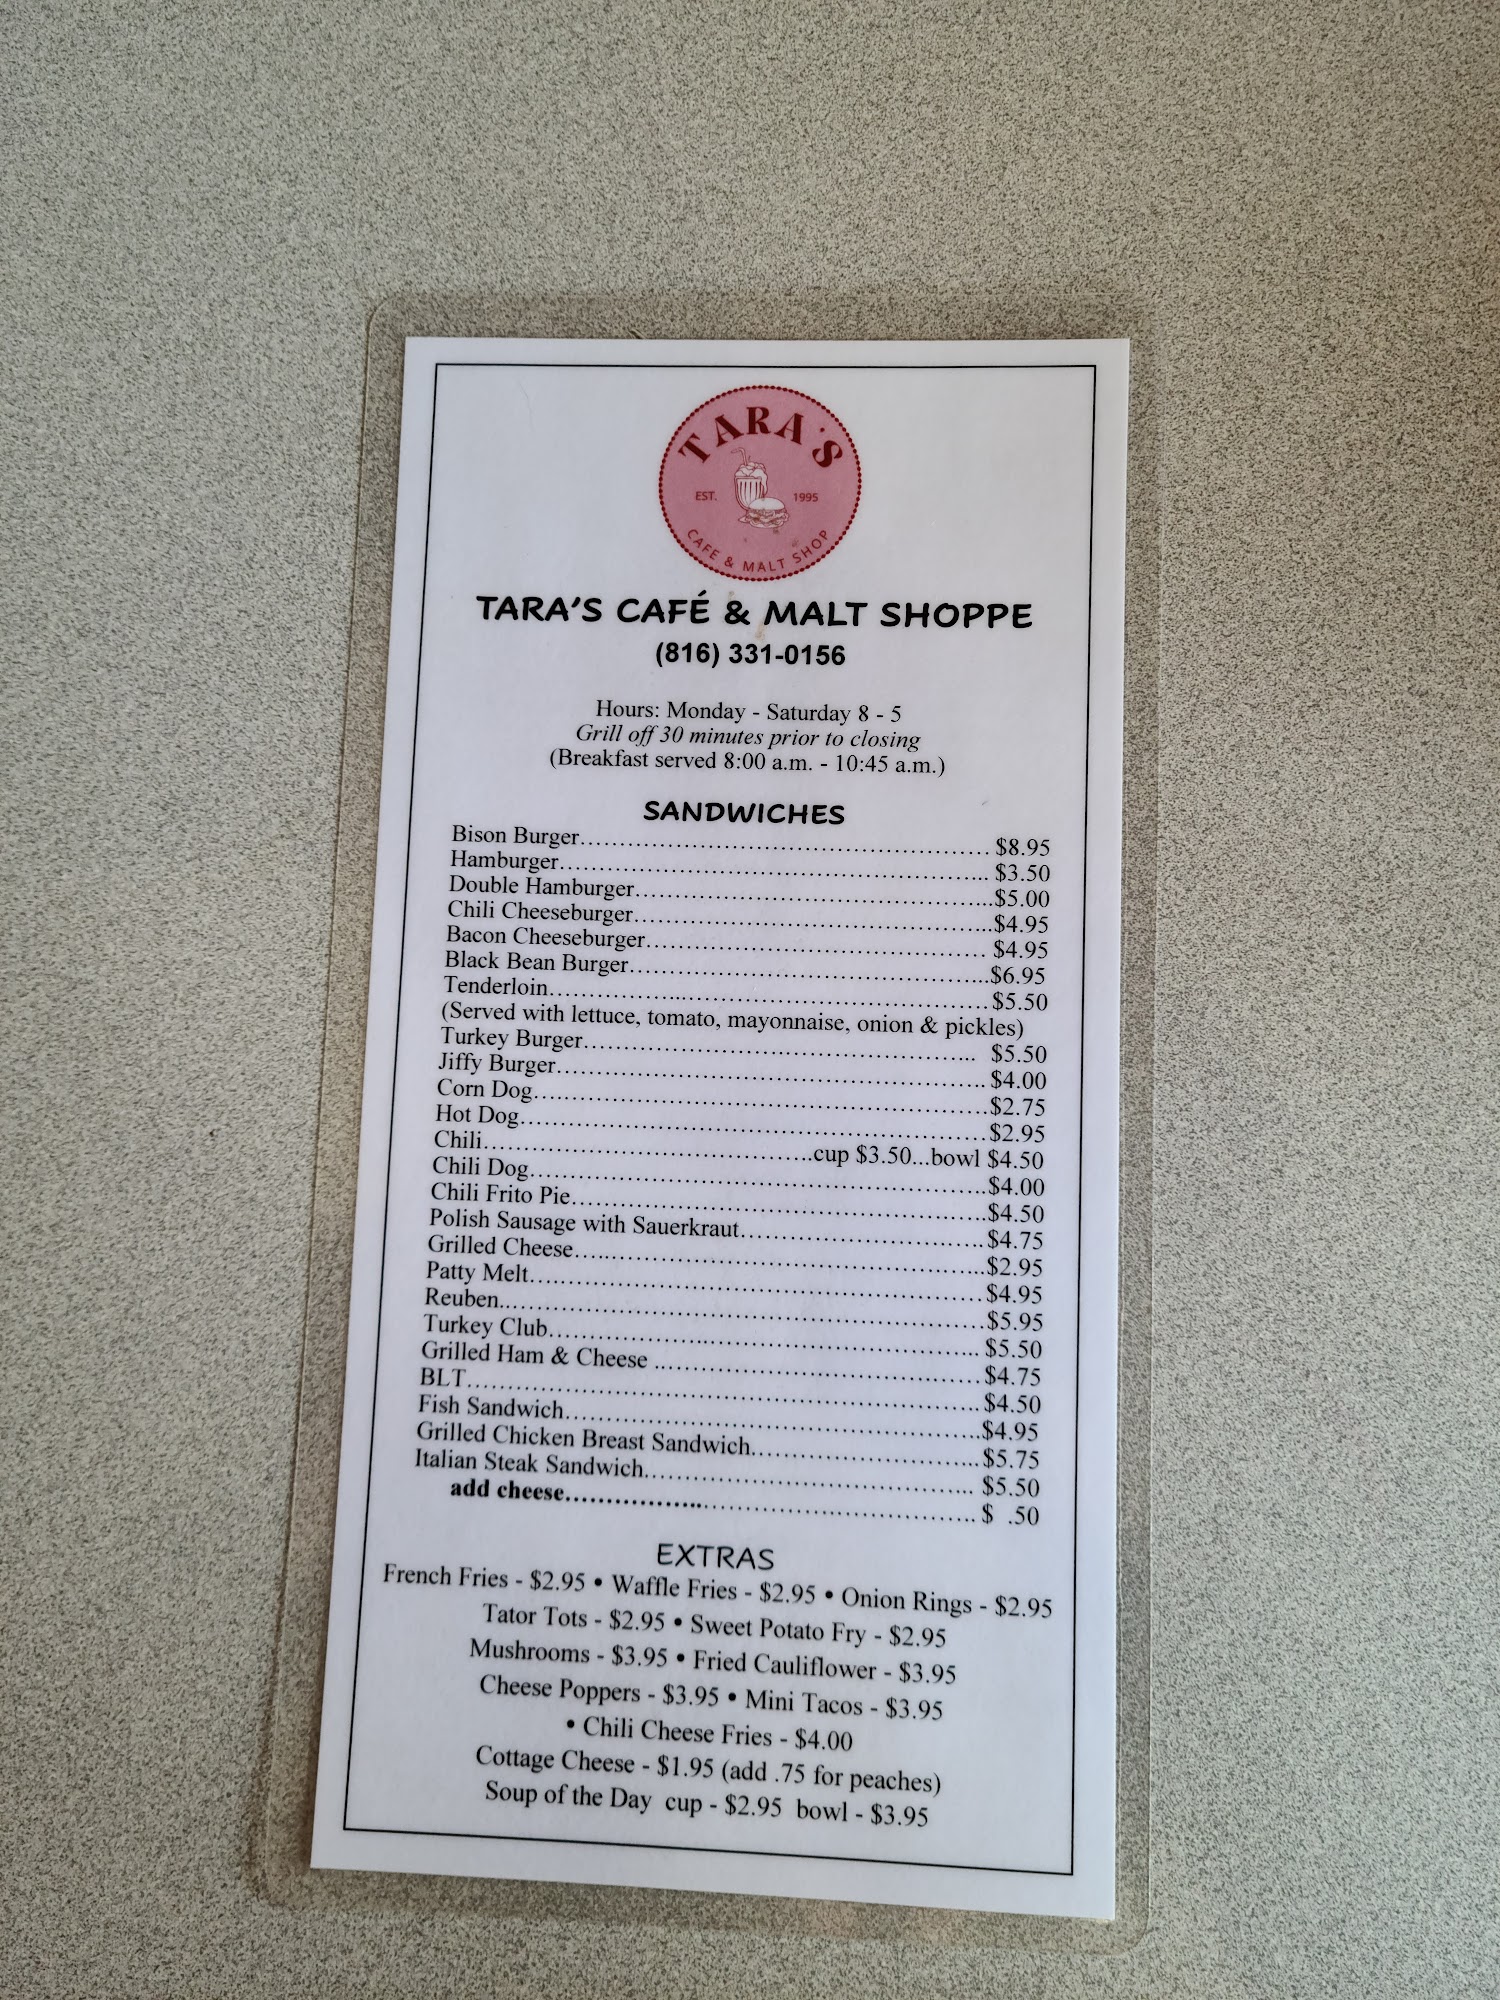 TARA'S
EST. 1995
CAFE & MALT SHOP
TARA'S CAFÉ & MALT SHOPPE
(816) 331-0156
Hours: Monday - Saturday 8 - 5
Grill off 30 minutes prior to closing
(Breakfast served 8:00 a.m. - 10:45 a.m.)
SANDWICHES
Bison Burger................................................... $8.95
Hamburger..................................................... $3.50
Double Hamburger.............................................$5.00
Chili Cheeseburger.............................................$4.95
Bacon Cheeseburger.......................................... $4.95
Black Bean Burger.............................................$6.95
Tenderloin.......................................................$5.50
(Served with lettuce, tomato, mayonnaise, onion & pickles)
Turkey Burger................................................. $5.50
Jiffy Burger..................................................... $4.00
Corn Dog........................................................$2.75
Hot Dog..........................................................$2.95
Chili.........................................cup $3.50...bowl $4.50
Chili Dog.........................................................$4.00
Chili Frito Pie...................................................$4.50
Polish Sausage with Sauerkraut..............................$4.75
Grilled Cheese..................................................$2.95
Patty Melt........................................................$4.95
Reuben............................................................$5.95
Turkey Club..................................................... $5.50
Grilled Ham & Cheese ........................................$4.75
BLT............................................................... $4.50
Fish Sandwich...................................................$4.95
Grilled Chicken Breast Sandwich............................$5.75
Italian Steak Sandwich......................................... $5.50
add cheese................................................... $ .50
EXTRAS
French Fries - $2.95 • Waffle Fries - $2.95 • Onion Rings - $2.95
Tator Tots - $2.95 • Sweet Potato Fry - $2.95
Mushrooms - $3.95 • Fried Cauliflower - $3.95
Cheese Poppers - $3.95 • Mini Tacos - $3.95
• Chili Cheese Fries - $4.00
Cottage Cheese - $1.95 (add .75 for peaches)
Soup of the Day cup - $2.95 bowl - $3.95